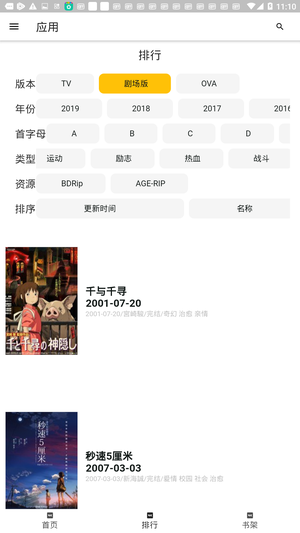 11:10
应用
排行
版本 TV 剧场版 OVA
年份 2019 2018 2017 2016
首字母 A B C D
类型 运动 励志 热血 战斗
资源 BDRip AGE-RIP
排序 更新时间 名称
千と千尋の神隠し
千与千寻
2001-07-20
2001-07-20/宫崎駿/完结/奇幻 治愈 亲情
秒速5厘米
秒速5厘米
2007-03-03
2007-03-03/新海誠/完结/爱情 校园 社会 治愈
首页 排行 书架